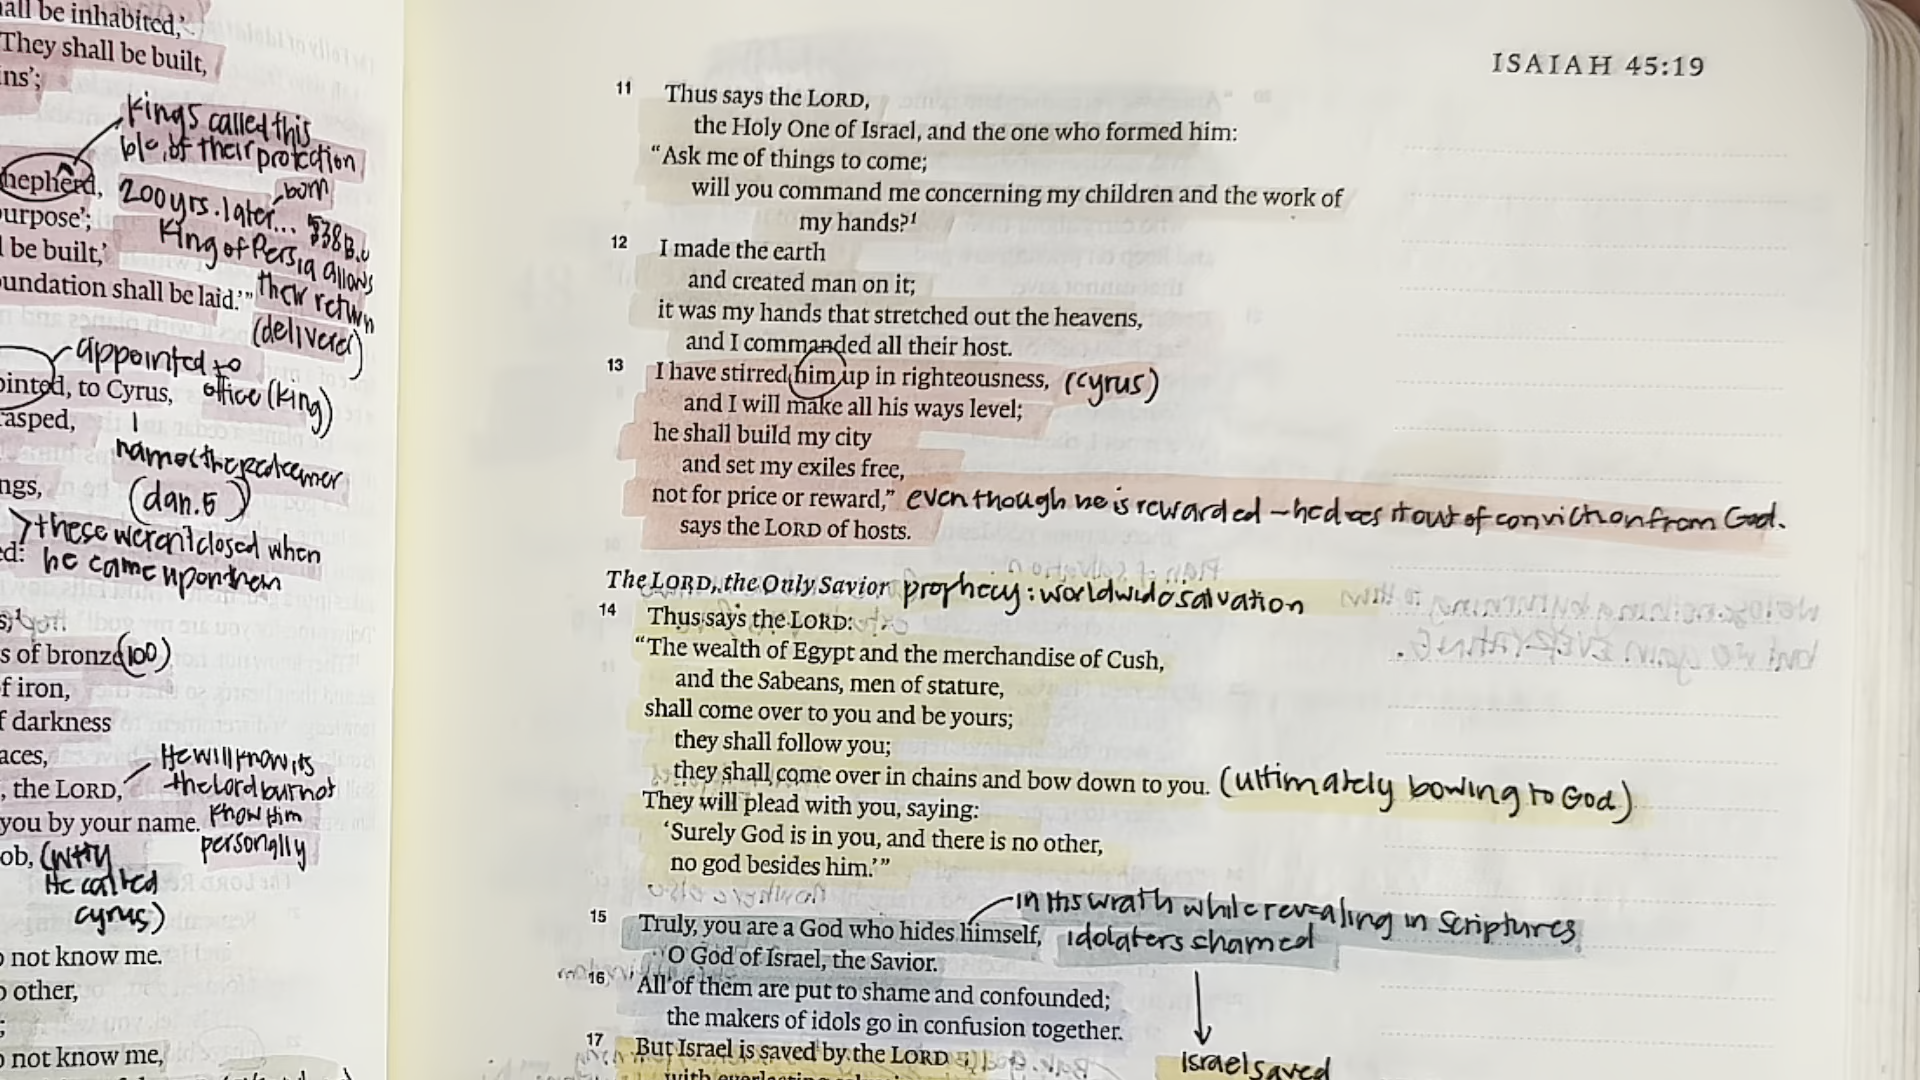 all be inhabited,'
They shall be built,
ins';
Kings called this
b/c of their protection
hepherd,
born
200 yrs. later... 538 B.C
urpose';
King of Persia allows
l be built,'
their return
undation shall be laid.'"
(deliverer)
appointed to
ointed, to Cyrus,
office (king)
rasped,
name of the redeemer
ngs,
(dan. 5)
these weren't closed when
ed:
he came upon them
s of bronze (100)
f iron,
f darkness
aces,
He will know its
, the LORD,
the Lord but not
you by your name.
know Him
personally
ob, (why
He called
cyrus)
o not know me.
o other,
;
o not know me,
ISAIAH 45:19
11 Thus says the LORD,
the Holy One of Israel, and the one who formed him:
"Ask me of things to come;
will you command me concerning my children and the work of
my hands?1
12 I made the earth
and created man on it;
it was my hands that stretched out the heavens,
and I commanded all their host.
13 I have stirred him up in righteousness, (cyrus)
and I will make all his ways level;
he shall build my city
and set my exiles free,
not for price or reward," even though he is rewarded – he does it out of conviction from God.
says the LORD of hosts.
The LORD, the Only Savior prophecy: worldwide salvation
14 Thus says the LORD:
"The wealth of Egypt and the merchandise of Cush,
and the Sabeans, men of stature,
shall come over to you and be yours;
they shall follow you;
they shall come over in chains and bow down to you. (ultimately bowing to God)
They will plead with you, saying:
'Surely God is in you, and there is no other,
no god besides him.'"
in His wrath while revealing in Scriptures
15 Truly, you are a God who hides himself, idolaters shamed
O God of Israel, the Savior.
16 All of them are put to shame and confounded;
the makers of idols go in confusion together.
17 But Israel is saved by the LORD
Israel saved
with everlasting